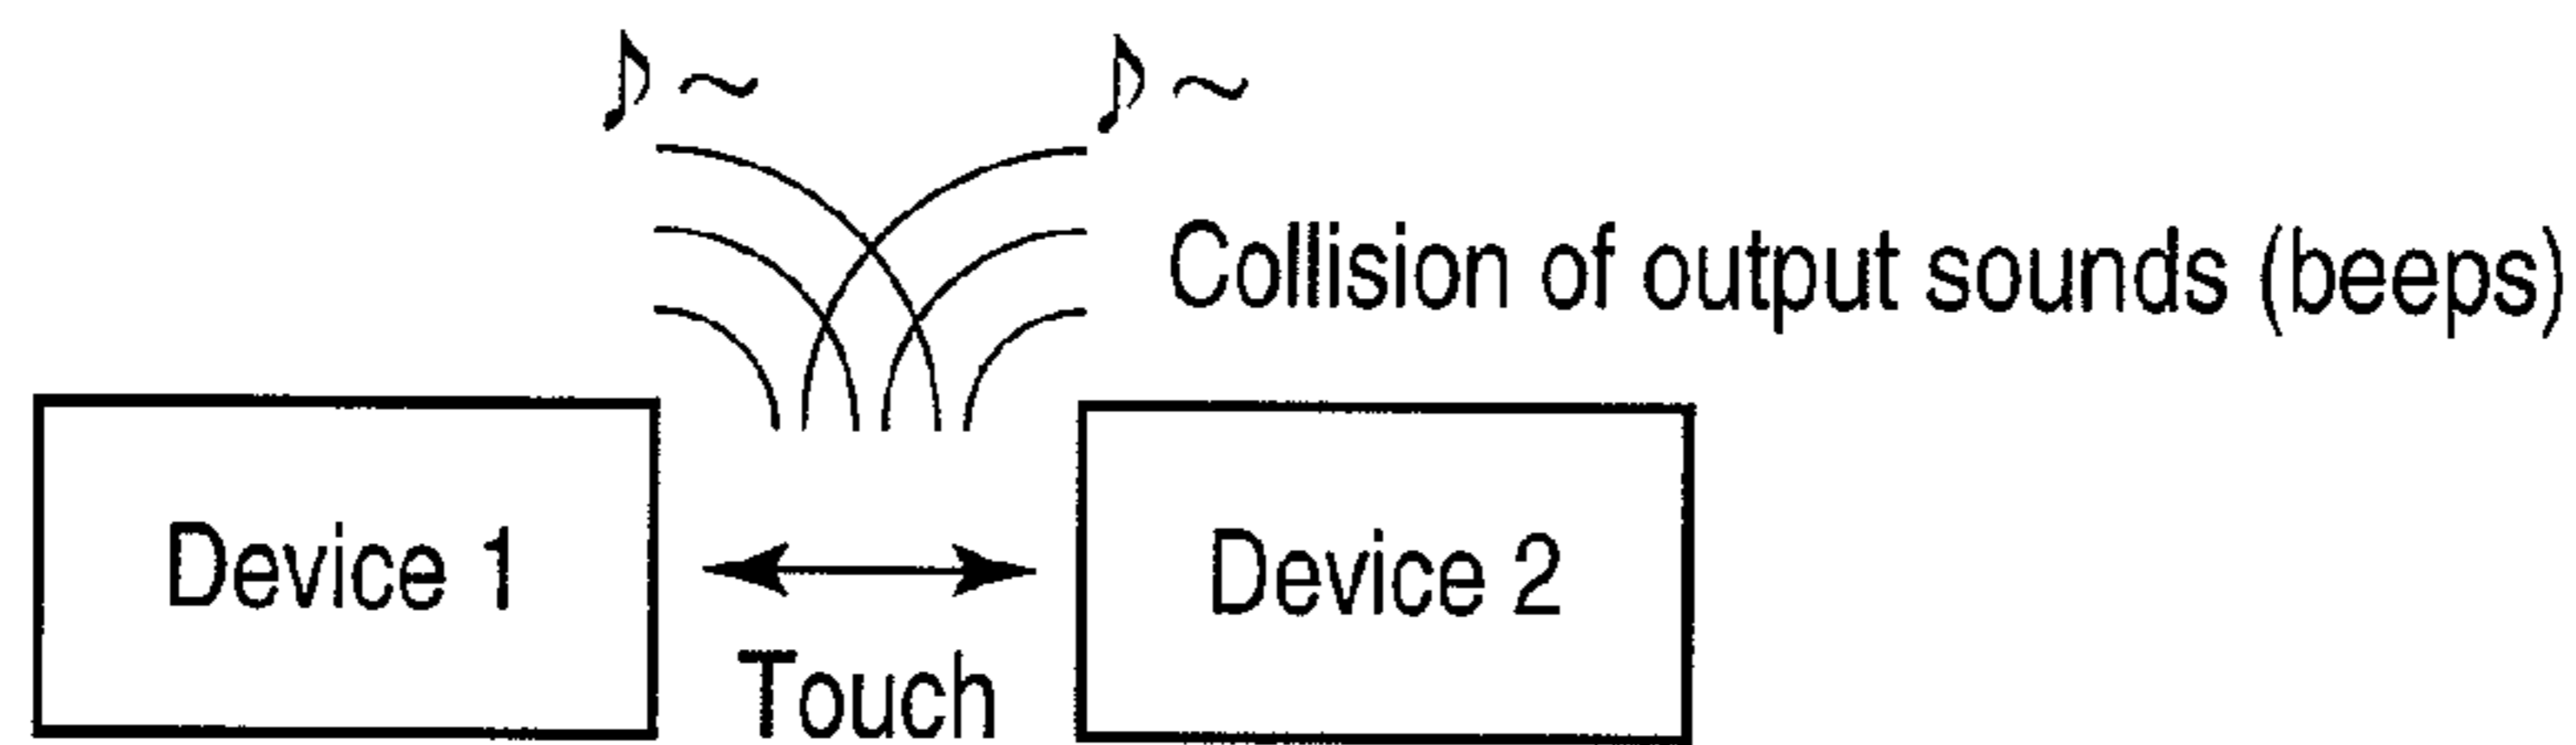 ♪~ ♪~
Collision of output sounds (beeps)
Device 1
Device 2
Touch